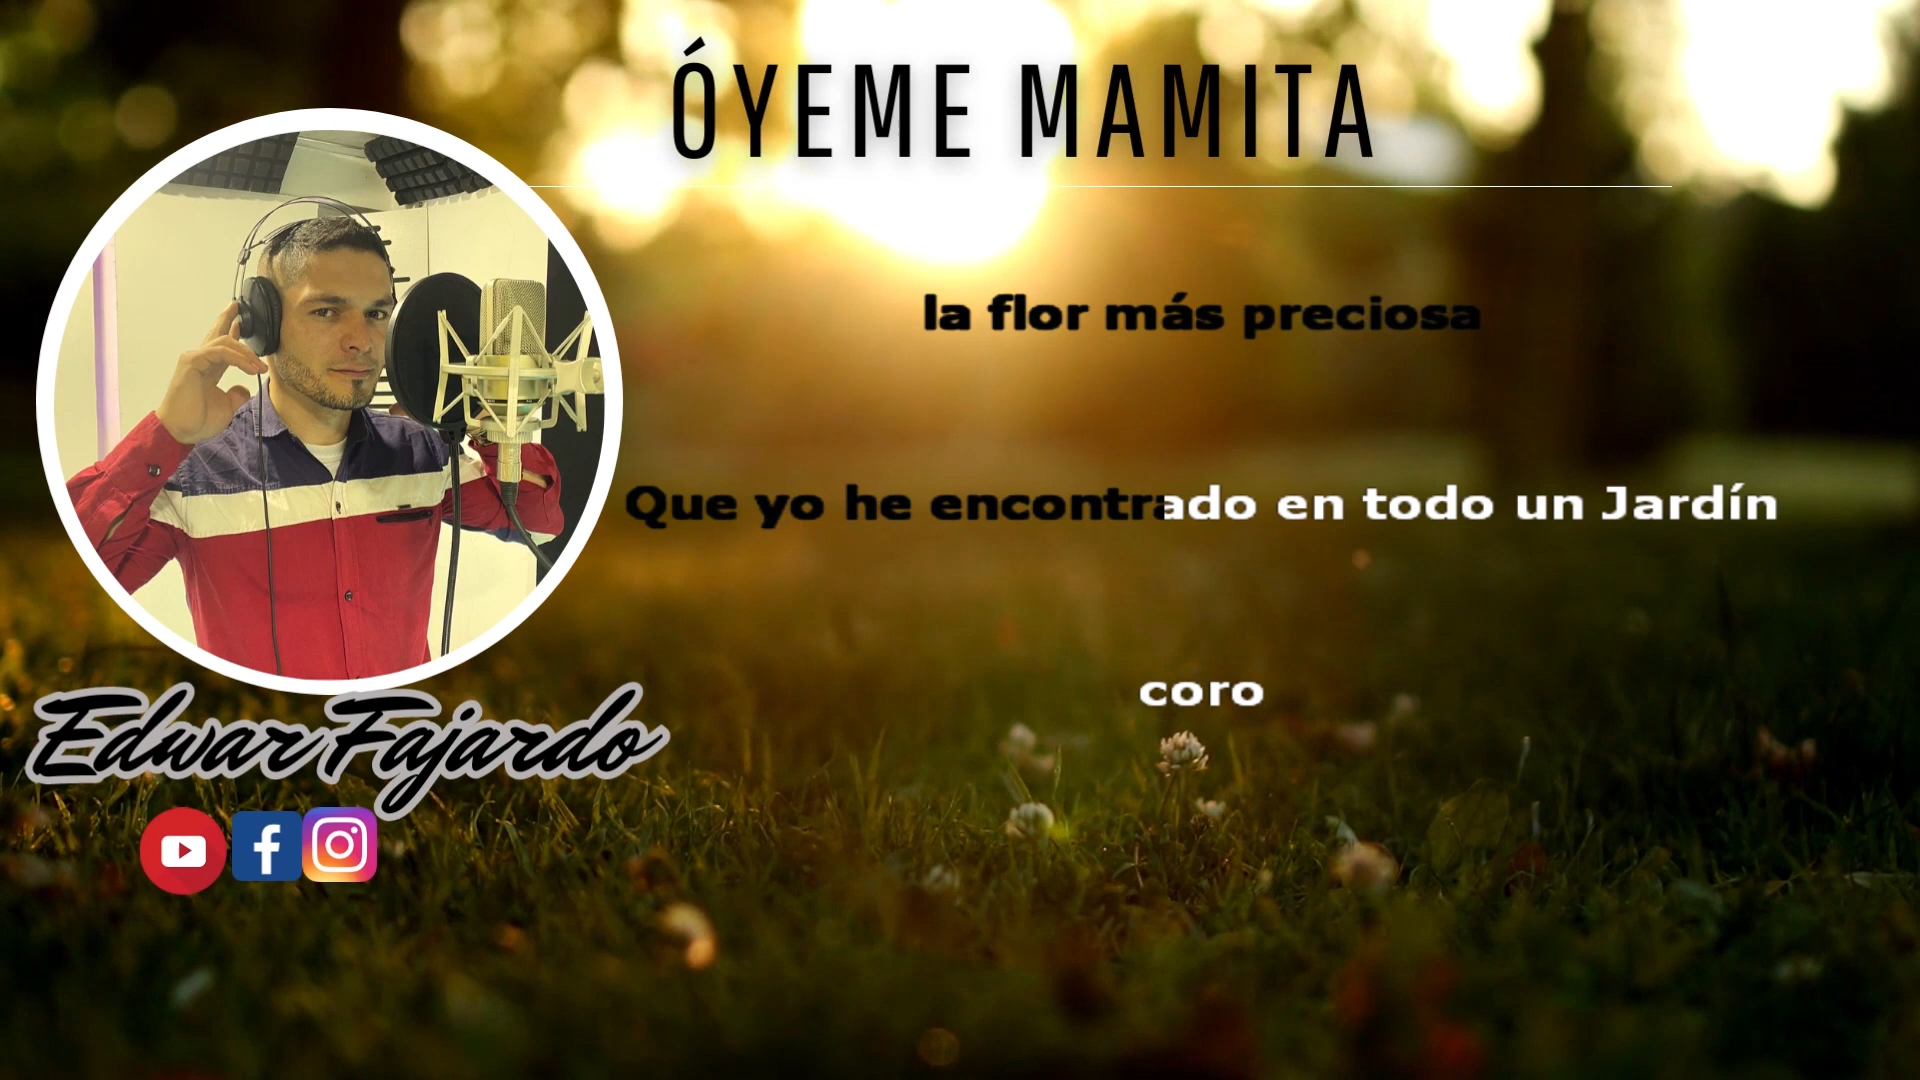 ÓYEME MAMITA
la flor más preciosa
Que yo he encontrado en todo un Jardín
coro
Edwar Fajardo